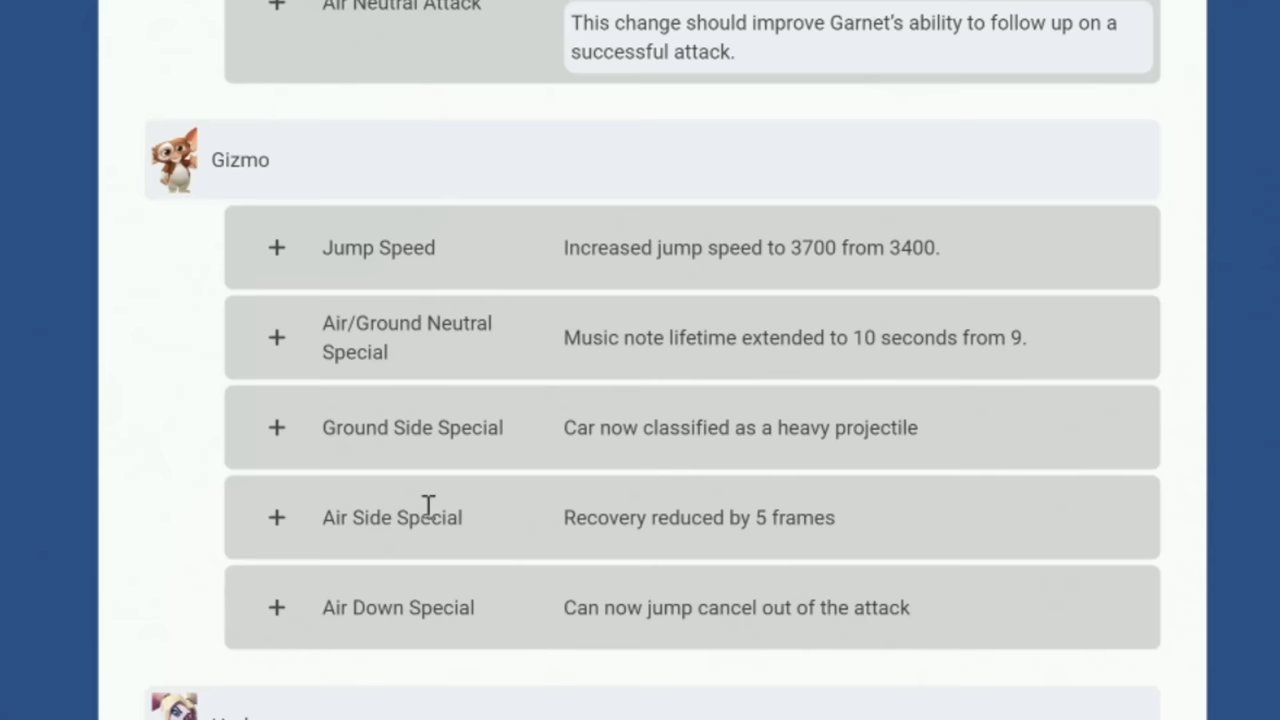 Air Neutral Attack
This change should improve Garnet’s ability to follow up on a
successful attack.
Gizmo
+ Jump Speed Increased jump speed to 3700 from 3400.
+ Air/Ground Neutral
Special
Music note lifetime extended to 10 seconds from 9.
+ Ground Side Special Car now classified as a heavy projectile
+ Air Side Special Recovery reduced by 5 frames
+ Air Down Special Can now jump cancel out of the attack